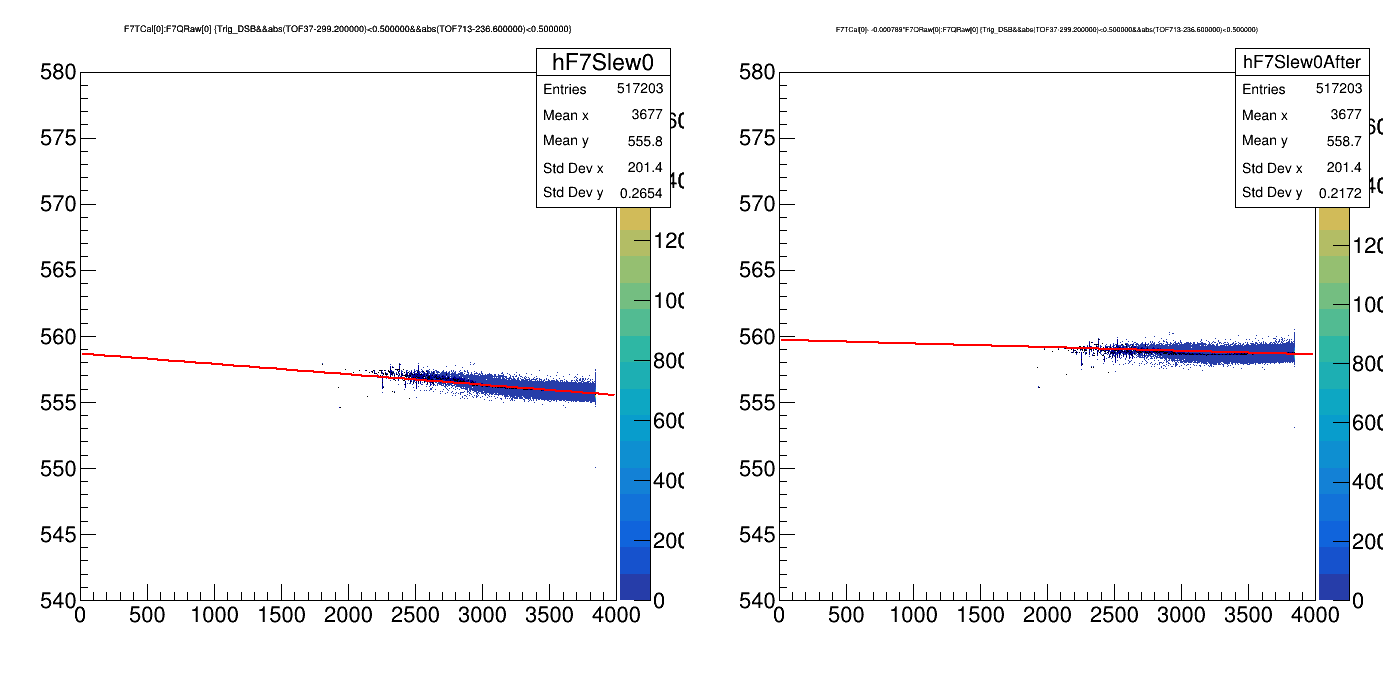 F7TCal[0]:F7QRaw[0] {Trig_DSB&&abs(TOF37-299.200000)<0.500000&&abs(TOF713-236.600000)<0.500000}
hF7Slew0
Entries 517203
Mean x 3677
Mean y 555.8
Std Dev x 201.4
Std Dev y 0.2654
580
575
570
565
560
555
550
545
540
0 500 1000 1500 2000 2500 3000 3500 4000
120
100
800
600
400
200
0
F7TCal[0]- -0.000789*F7QRaw[0]:F7QRaw[0] {Trig_DSB&&abs(TOF37-299.200000)<0.500000&&abs(TOF713-236.600000)<0.500000}
hF7Slew0After
Entries 517203
Mean x 3677
Mean y 558.7
Std Dev x 201.4
Std Dev y 0.2172
580
575
570
565
560
555
550
545
540
0 500 1000 1500 2000 2500 3000 3500 4000
120
100
800
600
400
200
0